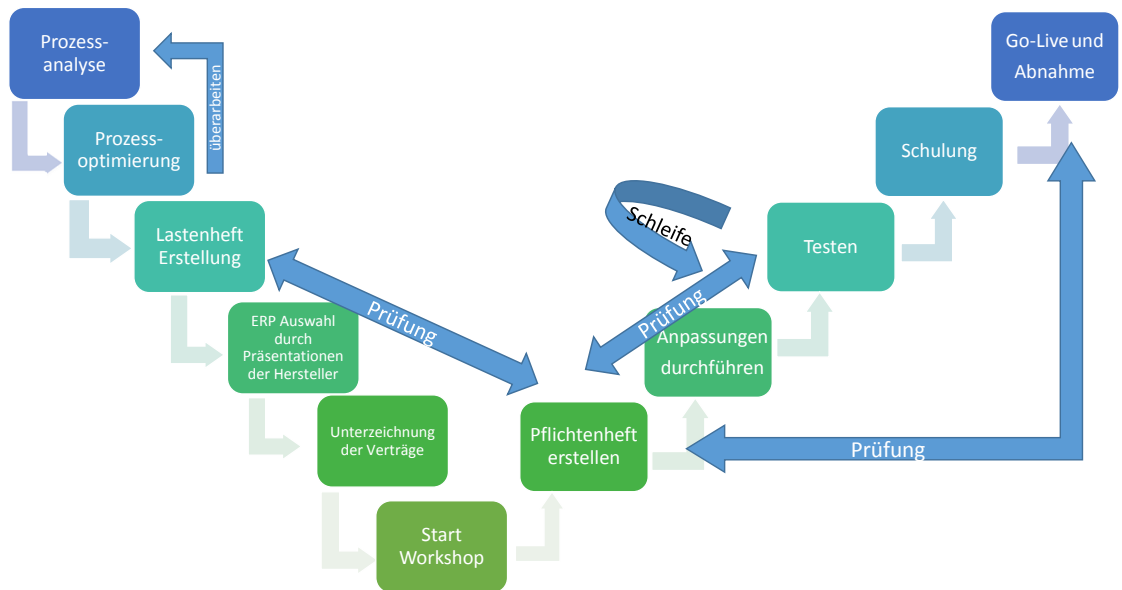 Prozess-
analyse
überarbeiten
Prozess-
optimierung
Lastenheft
Erstellung
Prüfung
ERP Auswahl
durch
Präsentationen
der Hersteller
Unterzeichnung
der Verträge
Start
Workshop
Pflichtenheft
erstellen
Anpassungen
durchführen
Prüfung
Schleife
Testen
Schulung
Go-Live und
Abnahme
Prüfung